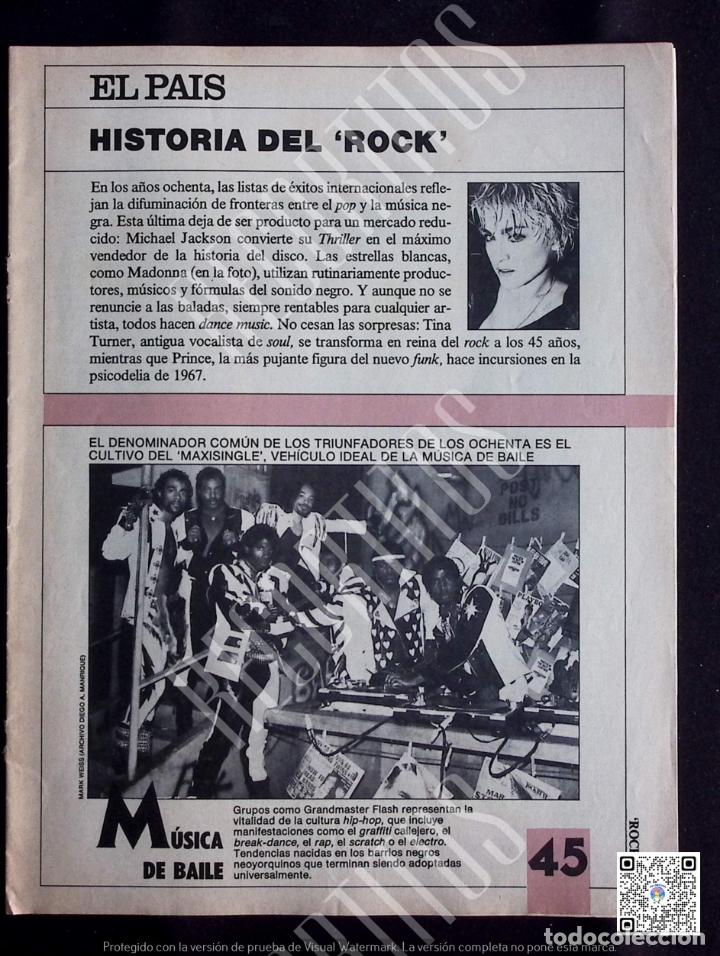 EL PAIS
HISTORIA DEL ‘ROCK’
En los años ochenta, las listas de éxitos internacionales refle-
jan la difuminación de fronteras entre el pop y la música ne-
gra. Esta última deja de ser producto para un mercado redu-
cido: Michael Jackson convierte su Thriller en el máximo
vendedor de la historia del disco. Las estrellas blancas,
como Madonna (en la foto), utilizan rutinariamente produc-
tores, músicos y fórmulas del sonido negro. Y aunque no se
renuncie a las baladas, siempre rentables para cualquier ar-
tista, todos hacen dance music. No cesan las sorpresas: Tina
Turner, antigua vocalista de soul, se transforma en reina del rock a los 45 años,
mientras que Prince, la más pujante figura del nuevo funk, hace incursiones en la
psicodelia de 1967.
EL DENOMINADOR COMÚN DE LOS TRIUNFADORES DE LOS OCHENTA ES EL
CULTIVO DEL ‘MAXISINGLE’, VEHÍCULO IDEAL DE LA MÚSICA DE BAILE
POST
NO
BILLS
MARK WEISS (ARCHIVO DIEGO A. MANRIQUE)
MÚSICA
DE BAILE
Grupos como Grandmaster Flash representan la
vitalidad de la cultura hip-hop, que incluye
manifestaciones como el graffiti callejero, el
break-dance, el rap, el scratch o el electro.
Tendencias nacidas en los barrios negros
neoyorquinos que terminan siendo adoptadas
universalmente.
45
‘ROC
RECORTITOS
RECORTITOS
todocoleccion
Protegido con la versión de prueba de Visual Watermark. La versión completa no pone esta marca.